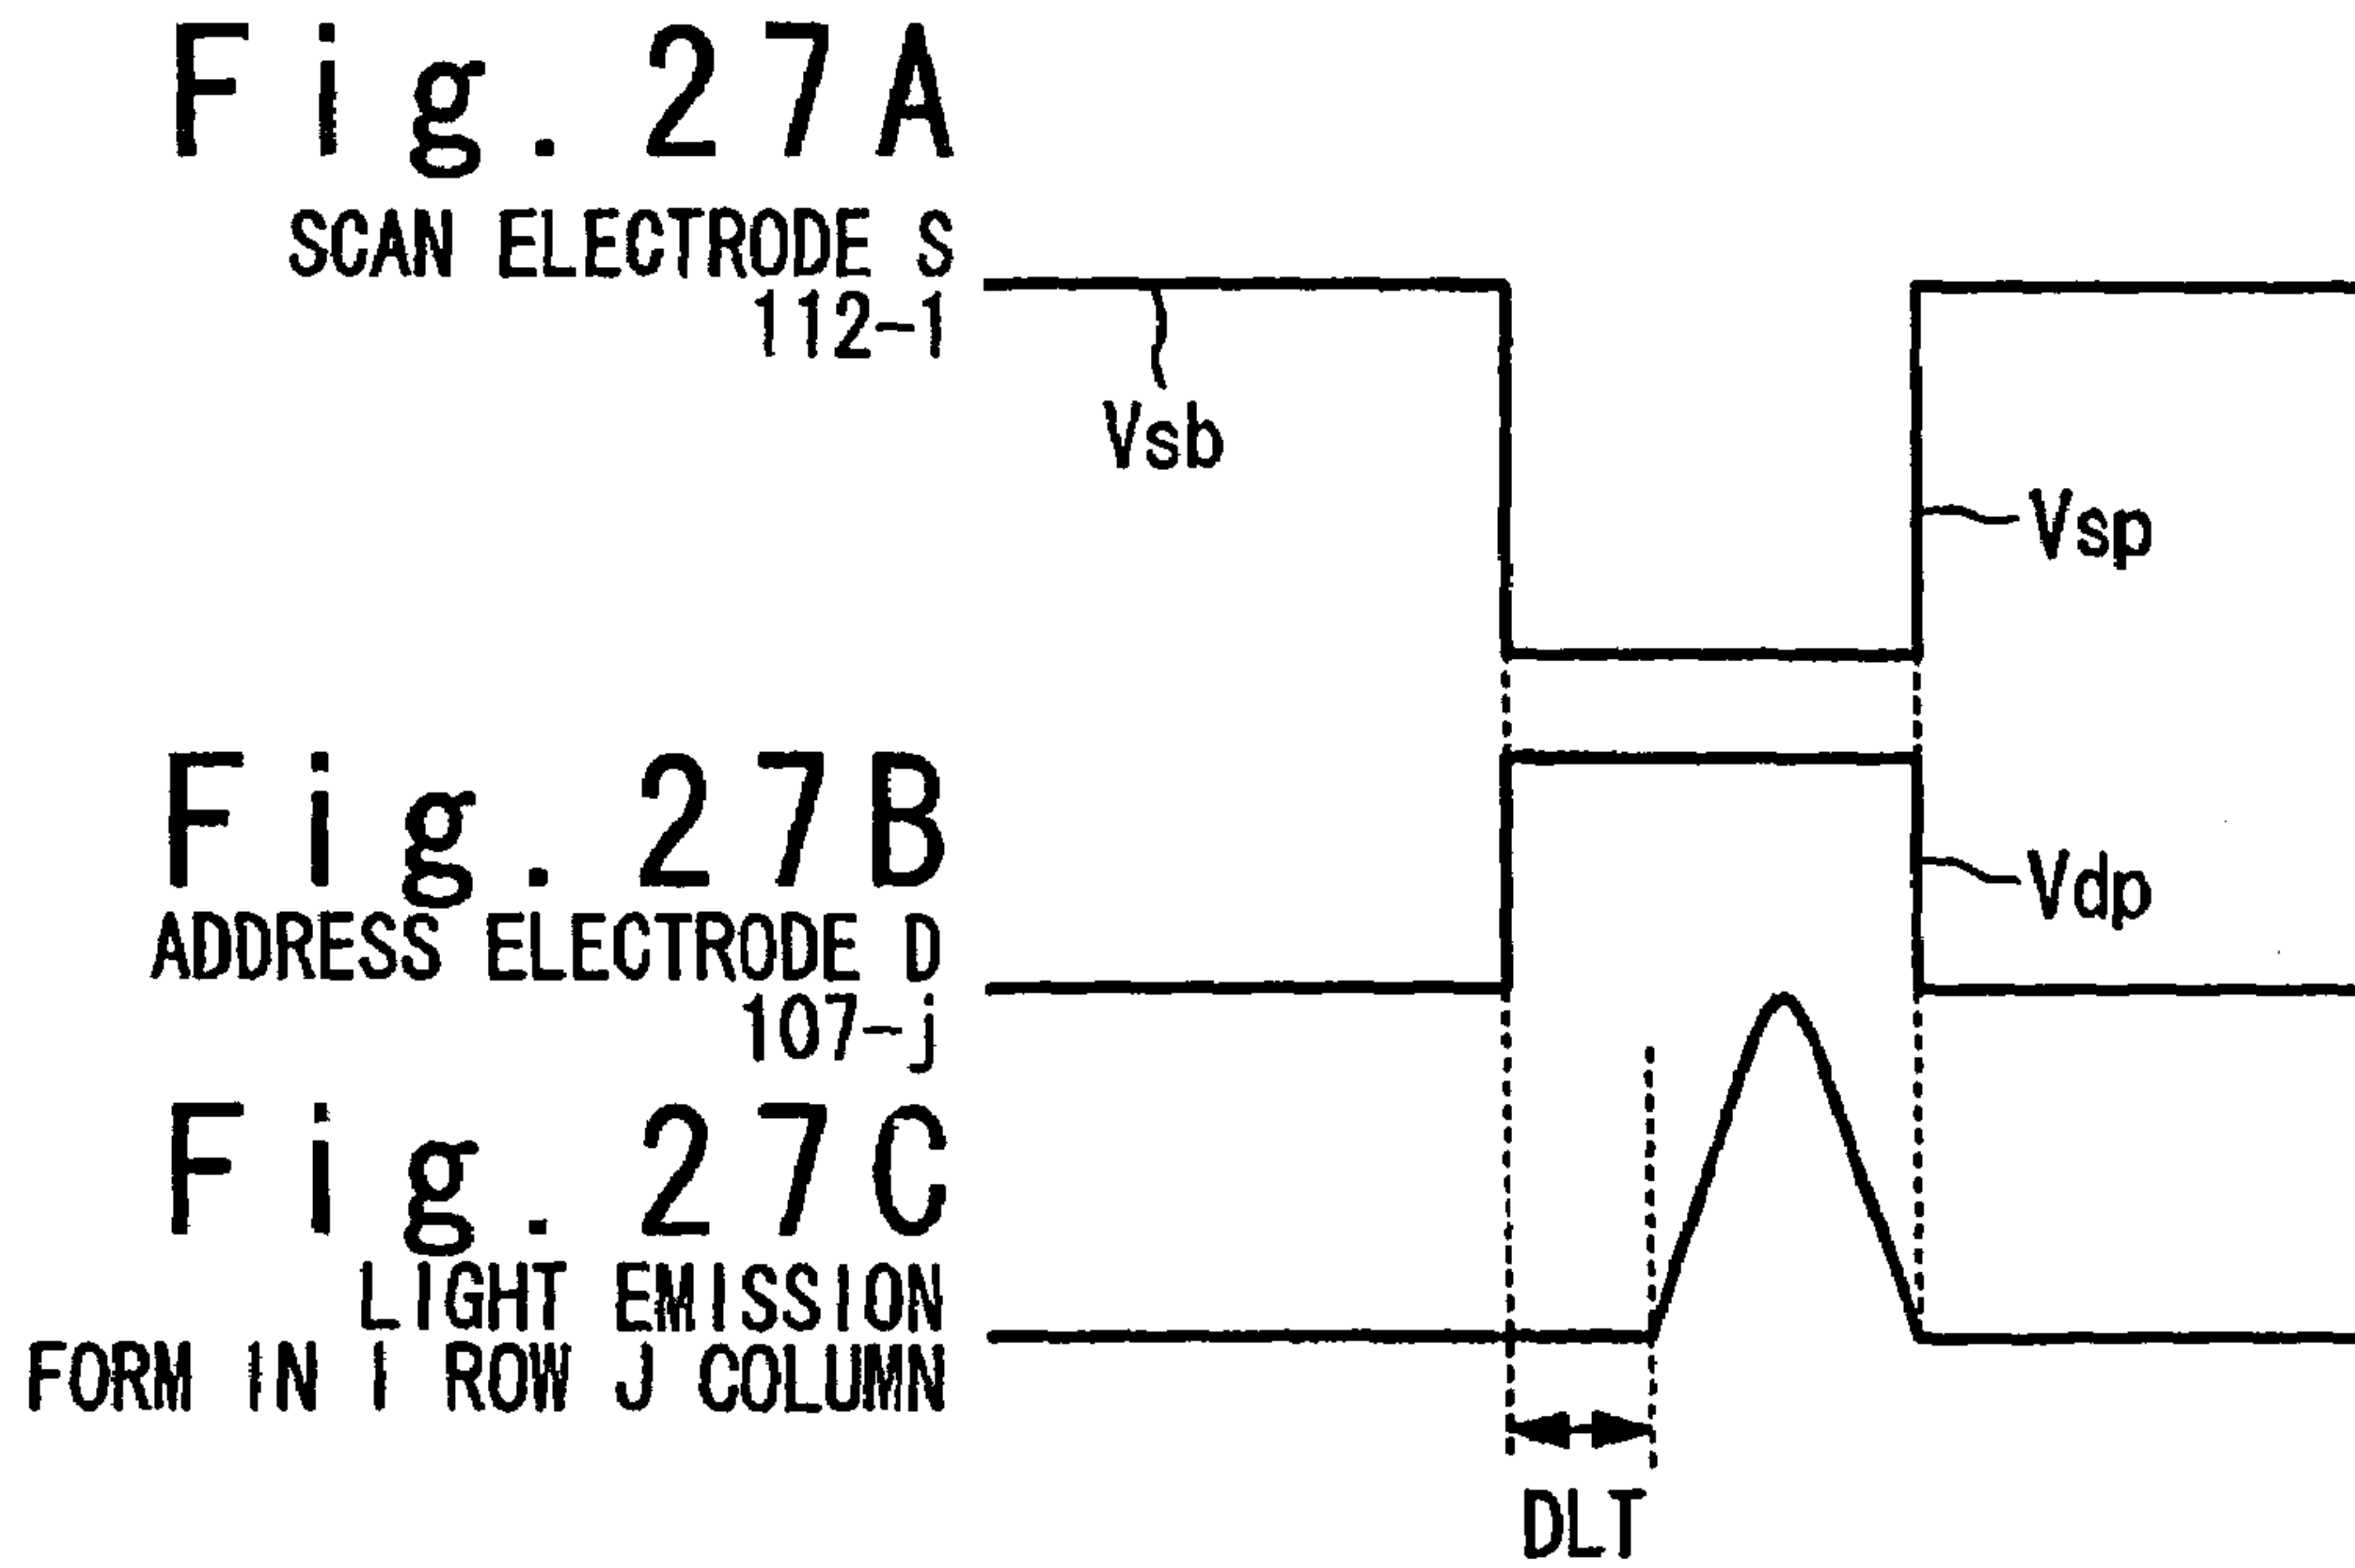 Fig. 27A
SCAN ELECTRODE S
112-1
Vsb
Vsp
Fig. 27B
ADDRESS ELECTRODE D
107-j
Vdp
Fig. 27C
LIGHT EMISSION
FORM IN I ROW J COLUMN
DLT